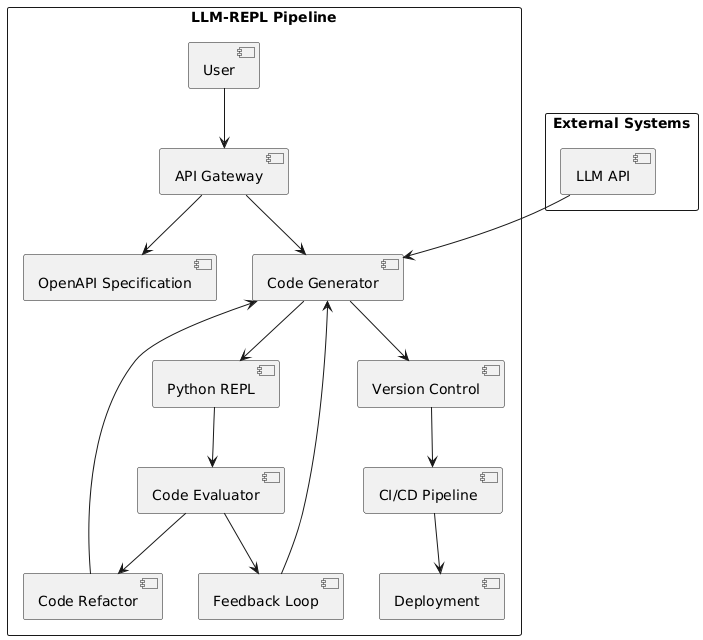 LLM-REPL Pipeline
User
External Systems
API Gateway
LLM API
OpenAPI Specification
Code Generator
Python REPL
Version Control
Code Evaluator
CI/CD Pipeline
Code Refactor
Feedback Loop
Deployment